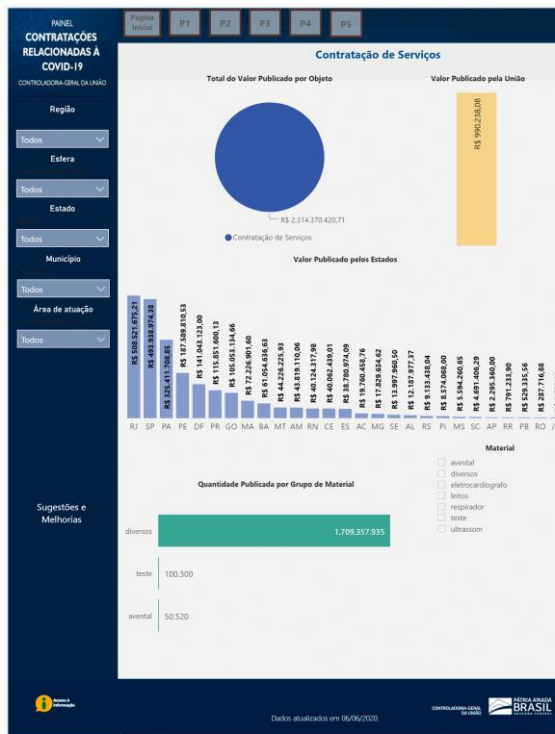 PAINEL
CONTRATAÇÕES
RELACIONADAS À
COVID-19
CONTROLADORIA-GERAL DA UNIÃO
Região
Todos
Esfera
Todos
Estado
Todos
Município
Todos
Área de atuação
Todos
Sugestões e
Melhorias
Acesso à
Informação
Página
Inicial
P1
P2
P3
P4
P5
Contratação de Serviços
Total do Valor Publicado por Objeto
R$ 2.314.370.420,71
Contratação de Serviços
Valor Publicado pela União
R$ 990.238,08
Valor Publicado pelos Estados
R$ 508.521.675,21
R$ 493.938.974,38
R$ 325.411.708,85
R$ 187.589.810,53
R$ 141.043.123,00
R$ 115.851.600,13
R$ 105.053.134,66
R$ 72.226.901,60
R$ 61.054.636,63
R$ 44.226.225,93
R$ 43.819.110,06
R$ 40.124.317,98
R$ 40.062.439,01
R$ 38.780.974,09
R$ 19.760.458,76
R$ 17.829.634,62
R$ 13.997.960,50
R$ 12.187.977,37
R$ 9.133.438,04
R$ 8.574.068,00
R$ 5.594.260,65
R$ 4.691.406,29
R$ 2.295.360,00
R$ 791.233,90
R$ 529.335,56
R$ 287.716,88
RJ SP PA PE DF PR GO MA BA MT AM RN CE ES AC MG SE AL RS PI MS SC AP RR PB RO
Quantidade Publicada por Grupo de Material
diversos 1.709.357.935
teste 100.300
avental 50.520
Material
avental
diversos
eletrocardiografo
leitos
respirador
teste
ultrassom
Dados atualizados em 06/06/2020.
CONTROLADORIA-GERAL
DA UNIÃO
PÁTRIA AMADA
BRASIL
GOVERNO FEDERAL